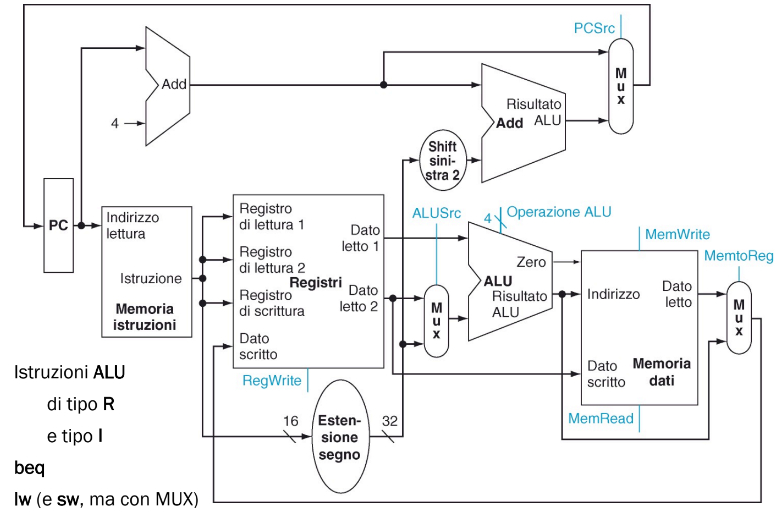 PCSrc
M
u
x
Add
4
Risultato
Add ALU
Shift
sini-
stra 2
PC
Indirizzo
lettura
Istruzione
Memoria
istruzioni
Registro
di lettura 1
Registro
di lettura 2
Registro
di scrittura
Dato
scritto
Registri
Dato
letto 1
Dato
letto 2
RegWrite
ALUSrc
M
u
x
4
Operazione ALU
Zero
ALU
Risultato
ALU
MemWrite
Indirizzo
Dato
letto
Dato
scritto
Memoria
dati
MemRead
MemtoReg
M
u
x
16
Esten-
sione
segno
32
Istruzioni ALU
di tipo R
e tipo I
beq
lw (e sw, ma con MUX)